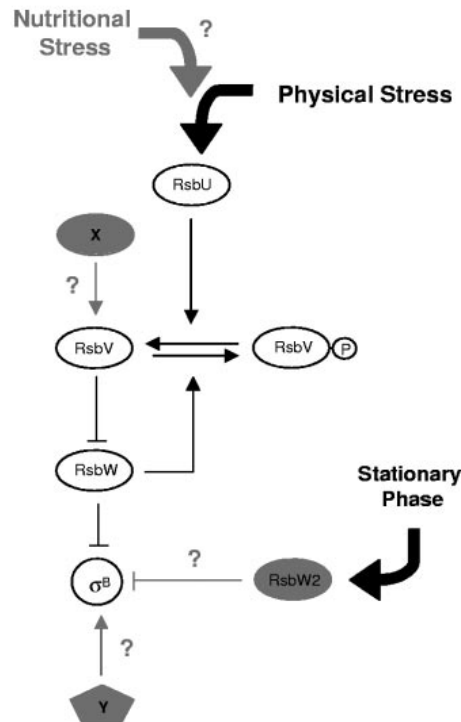 Nutritional
Stress
?
Physical Stress
RsbU
X
?
RsbV
RsbV
P
RsbW
Stationary
Phase
?
σB
RsbW2
?
Y